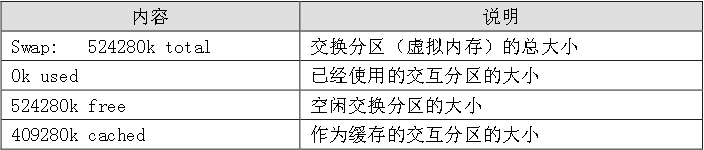 内容 说明
Swap: 524280k total 交换分区（虚拟内存）的总大小
0k used 已经使用的交互分区的大小
524280k free 空闲交换分区的大小
409280k cached 作为缓存的交互分区的大小